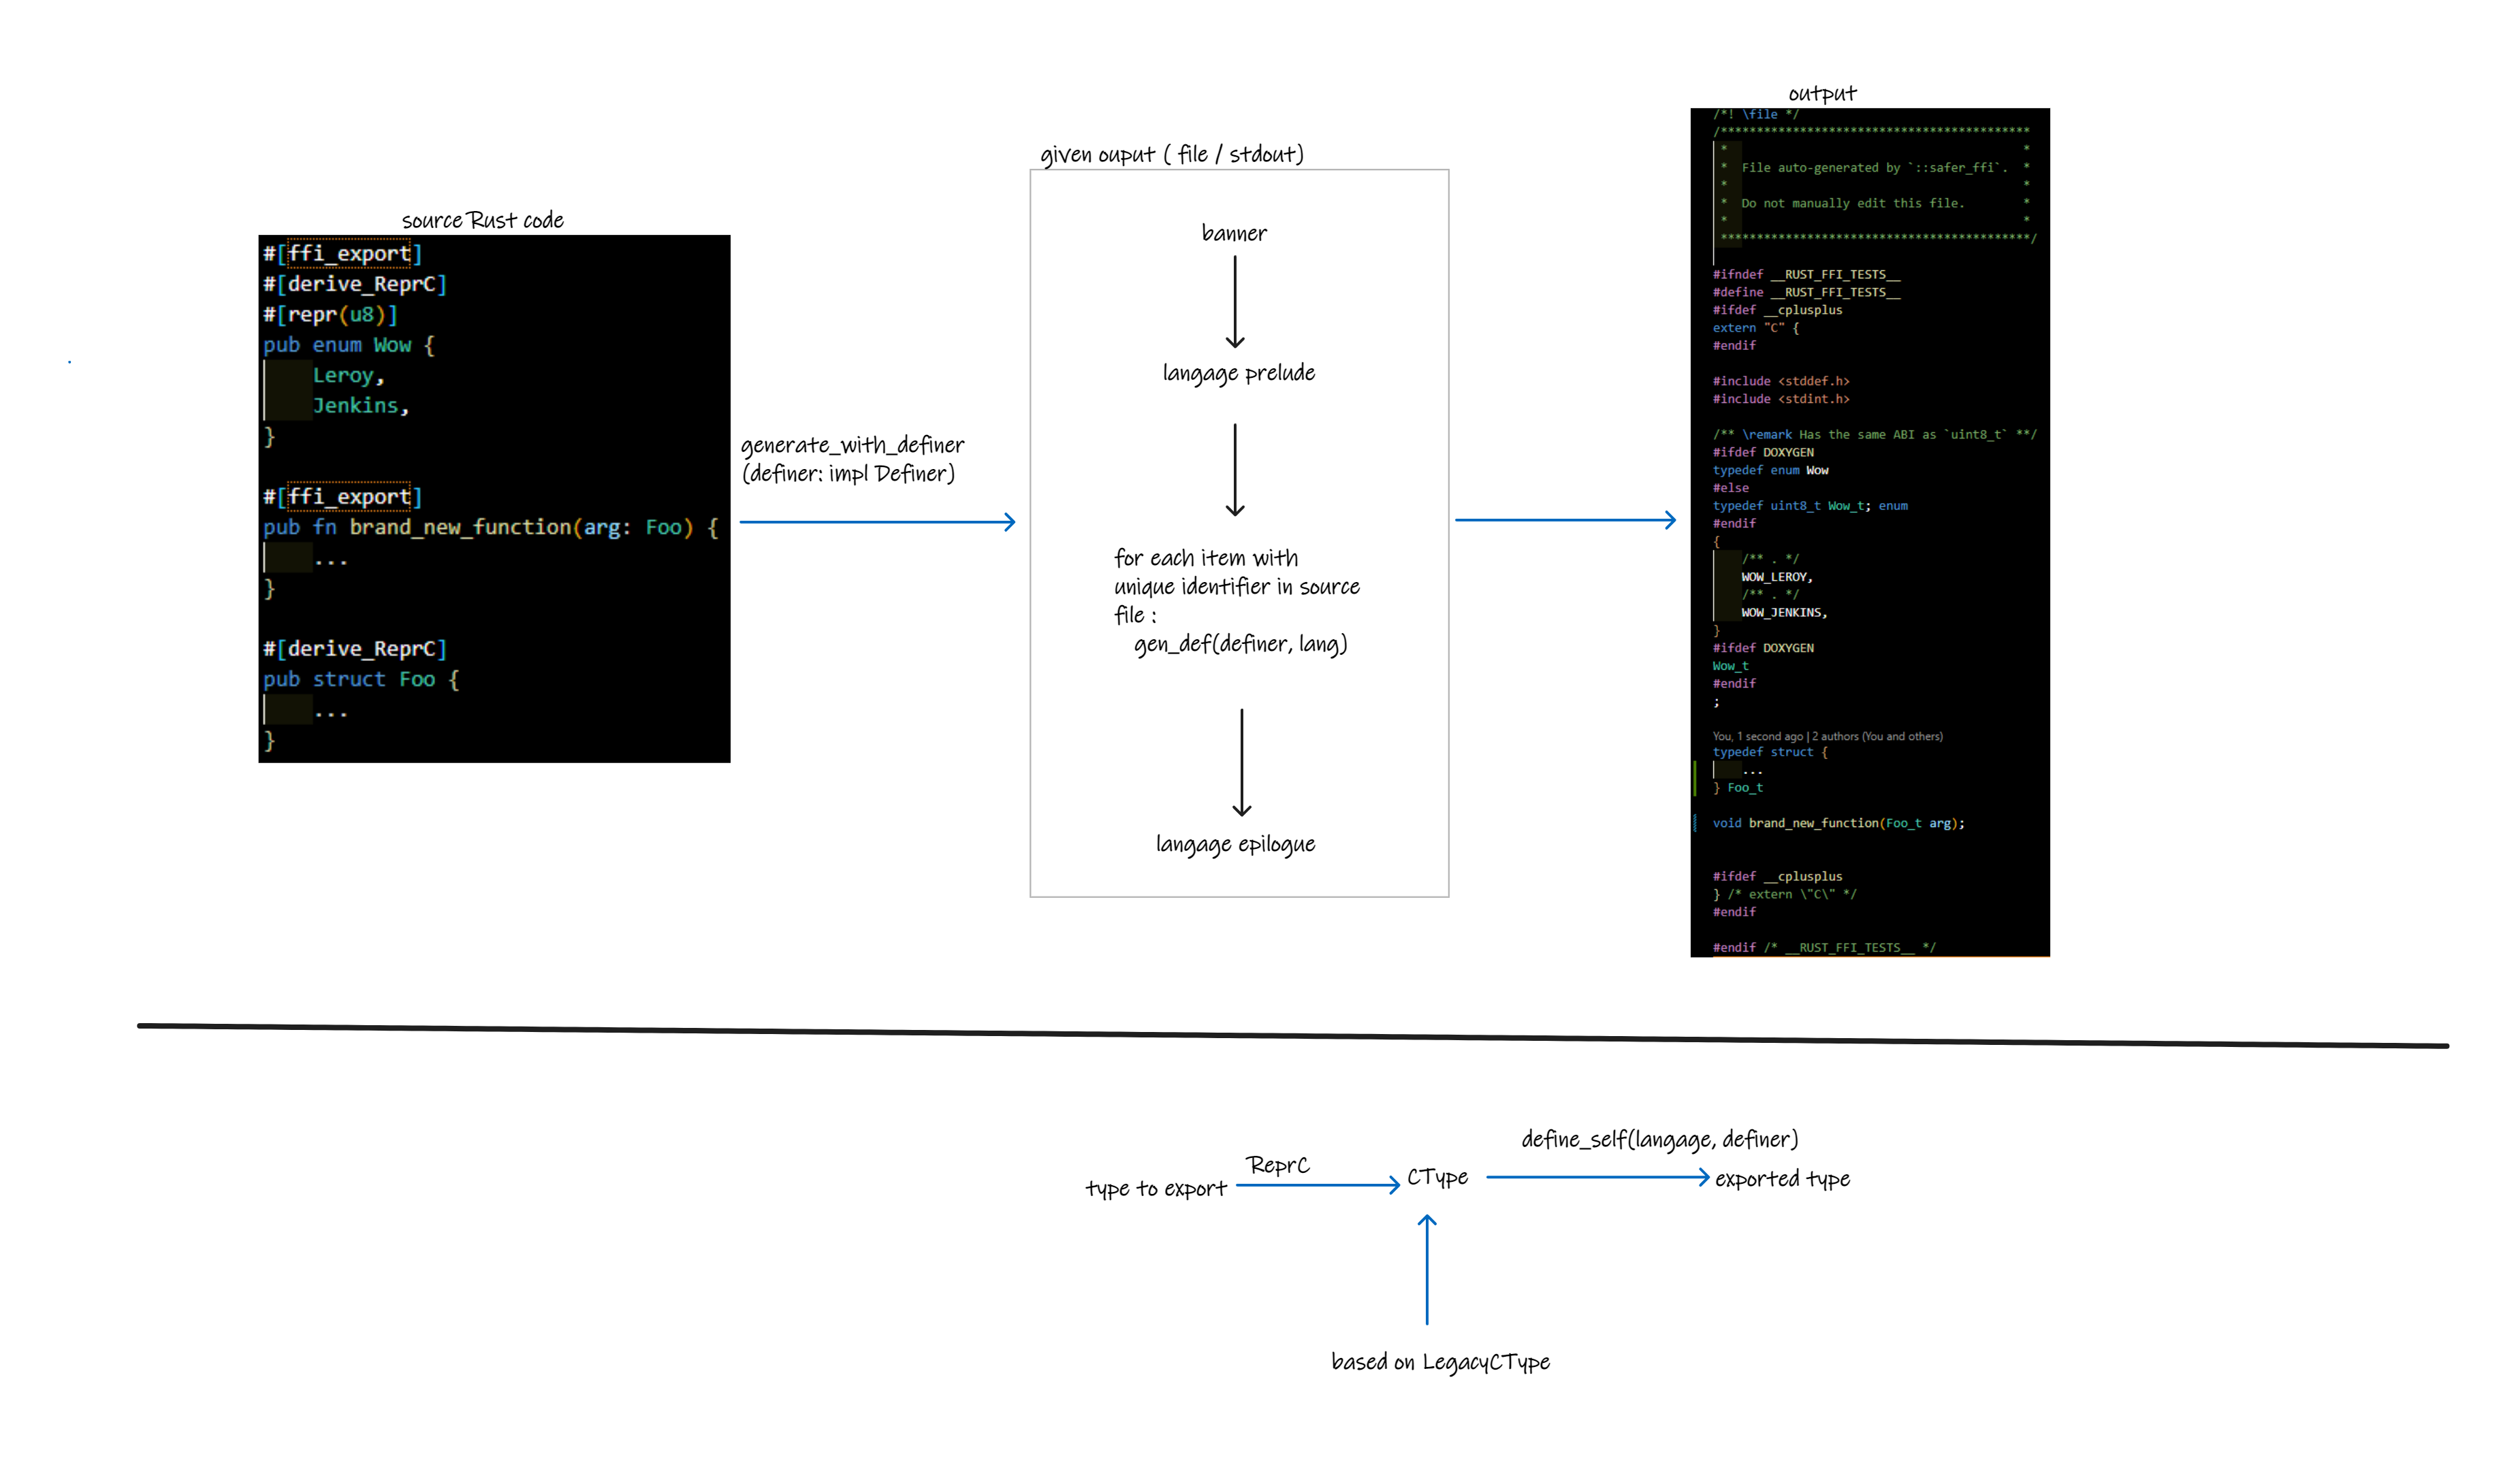 source Rust code
#[ffi_export]
#[derive_ReprC]
#[repr(u8)]
pub enum Wow {
Leroy,
Jenkins,
}
#[ffi_export]
pub fn brand_new_function(arg: Foo) {
...
}
#[derive_ReprC]
pub struct Foo {
...
}
generate_with_definer
(definer: impl Definer)
given ouput ( file / stdout)
banner
langage prelude
for each item with
unique identifier in source
file :
gen_def(definer, lang)
langage epilogue
output
/*! \file */
/*******************************************
* *
* File auto-generated by `::safer_ffi`. *
* *
* Do not manually edit this file. *
* *
*******************************************/
#ifndef __RUST_FFI_TESTS__
#define __RUST_FFI_TESTS__
#ifdef __cplusplus
extern "C" {
#endif
#include <stddef.h>
#include <stdint.h>
/** \remark Has the same ABI as `uint8_t` **/
#ifdef DOXYGEN
typedef enum Wow
#else
typedef uint8_t Wow_t; enum
#endif
{
/** . */
WOW_LEROY,
/** . */
WOW_JENKINS,
}
#ifdef DOXYGEN
Wow_t
#endif
;
You, 1 second ago | 2 authors (You and others)
typedef struct {
...
} Foo_t
void brand_new_function(Foo_t arg);
#ifdef __cplusplus
} /* extern \"C\" */
#endif
#endif /* __RUST_FFI_TESTS__ */
type to export
ReprC
CType
define_self(langage, definer)
exported type
based on LegacyCType